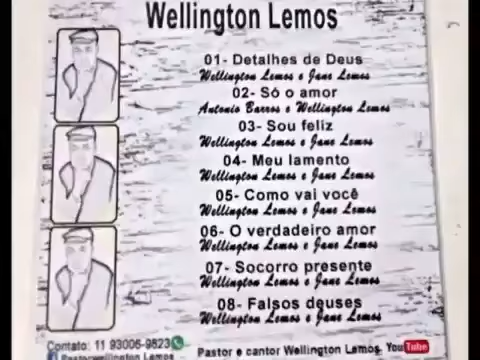 Wellington Lemos
01- Detalhes de Deus
Wellington Lemos e Jane Lemos
02- Só o amor
Antonio Barros e Wellington Lemos
03- Sou feliz
Wellington Lemos e Jane Lemos
04- Meu lamento
Wellington Lemos e Jane Lemos
05- Como vai você
Wellington Lemos e Jane Lemos
06- O verdadeiro amor
Wellington Lemos e Jane Lemos
07- Socorro presente
Wellington Lemos e Jane Lemos
08- Falsos deuses
Wellington Lemos e Jane Lemos
Contato: 11 93006-9823
Pastor e cantor Wellington Lemos. YouTube
Pastorwellington Lemos